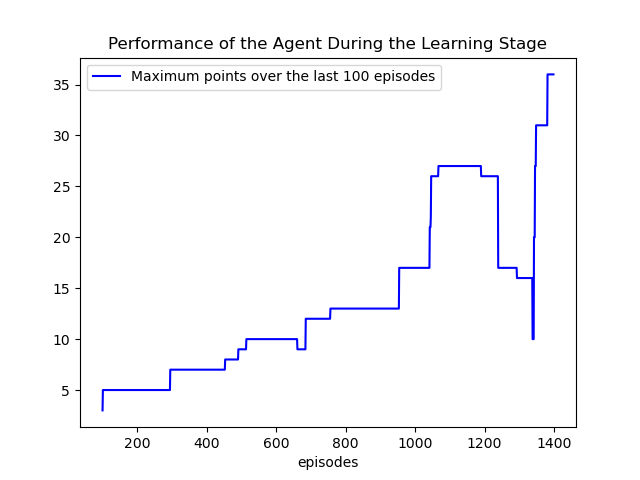 Performance of the Agent During the Learning Stage
Maximum points over the last 100 episodes
35
30
25
20
15
10
5
200 400 600 800 1000 1200 1400
episodes